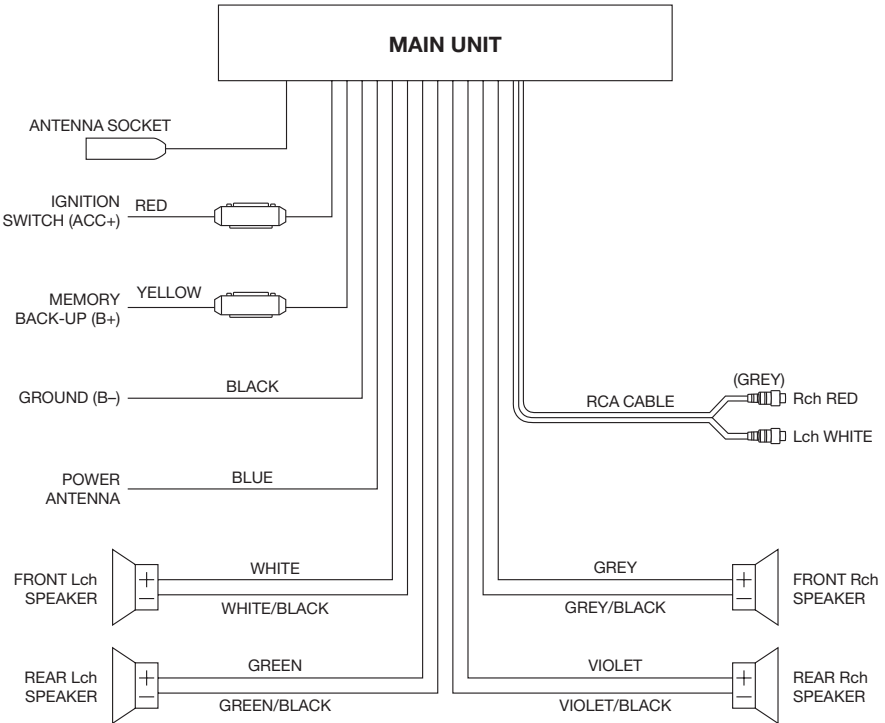 MAIN UNIT
ANTENNA SOCKET
IGNITION
SWITCH (ACC+)
RED
MEMORY
BACK-UP (B+)
YELLOW
GROUND (B–)
BLACK
POWER
ANTENNA
BLUE
RCA CABLE
(GREY)
Rch RED
Lch WHITE
FRONT Lch
SPEAKER
+
–
WHITE
WHITE/BLACK
GREY
GREY/BLACK
+
–
FRONT Rch
SPEAKER
REAR Lch
SPEAKER
+
–
GREEN
GREEN/BLACK
VIOLET
VIOLET/BLACK
+
–
REAR Rch
SPEAKER